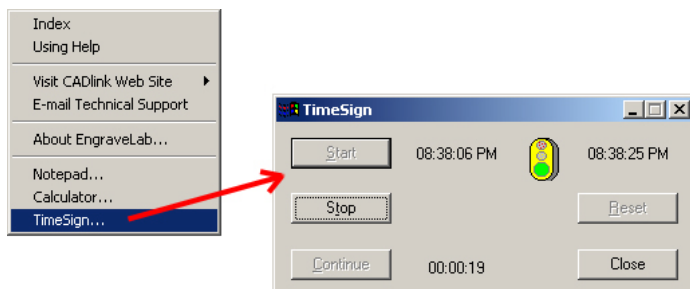 Index
Using Help
Visit CADlink Web Site
E-mail Technical Support
About EngraveLab...
Notepad...
Calculator...
TimeSign...
TimeSign
Start 08:38:06 PM 08:38:25 PM
Stop Reset
Continue 00:00:19 Close